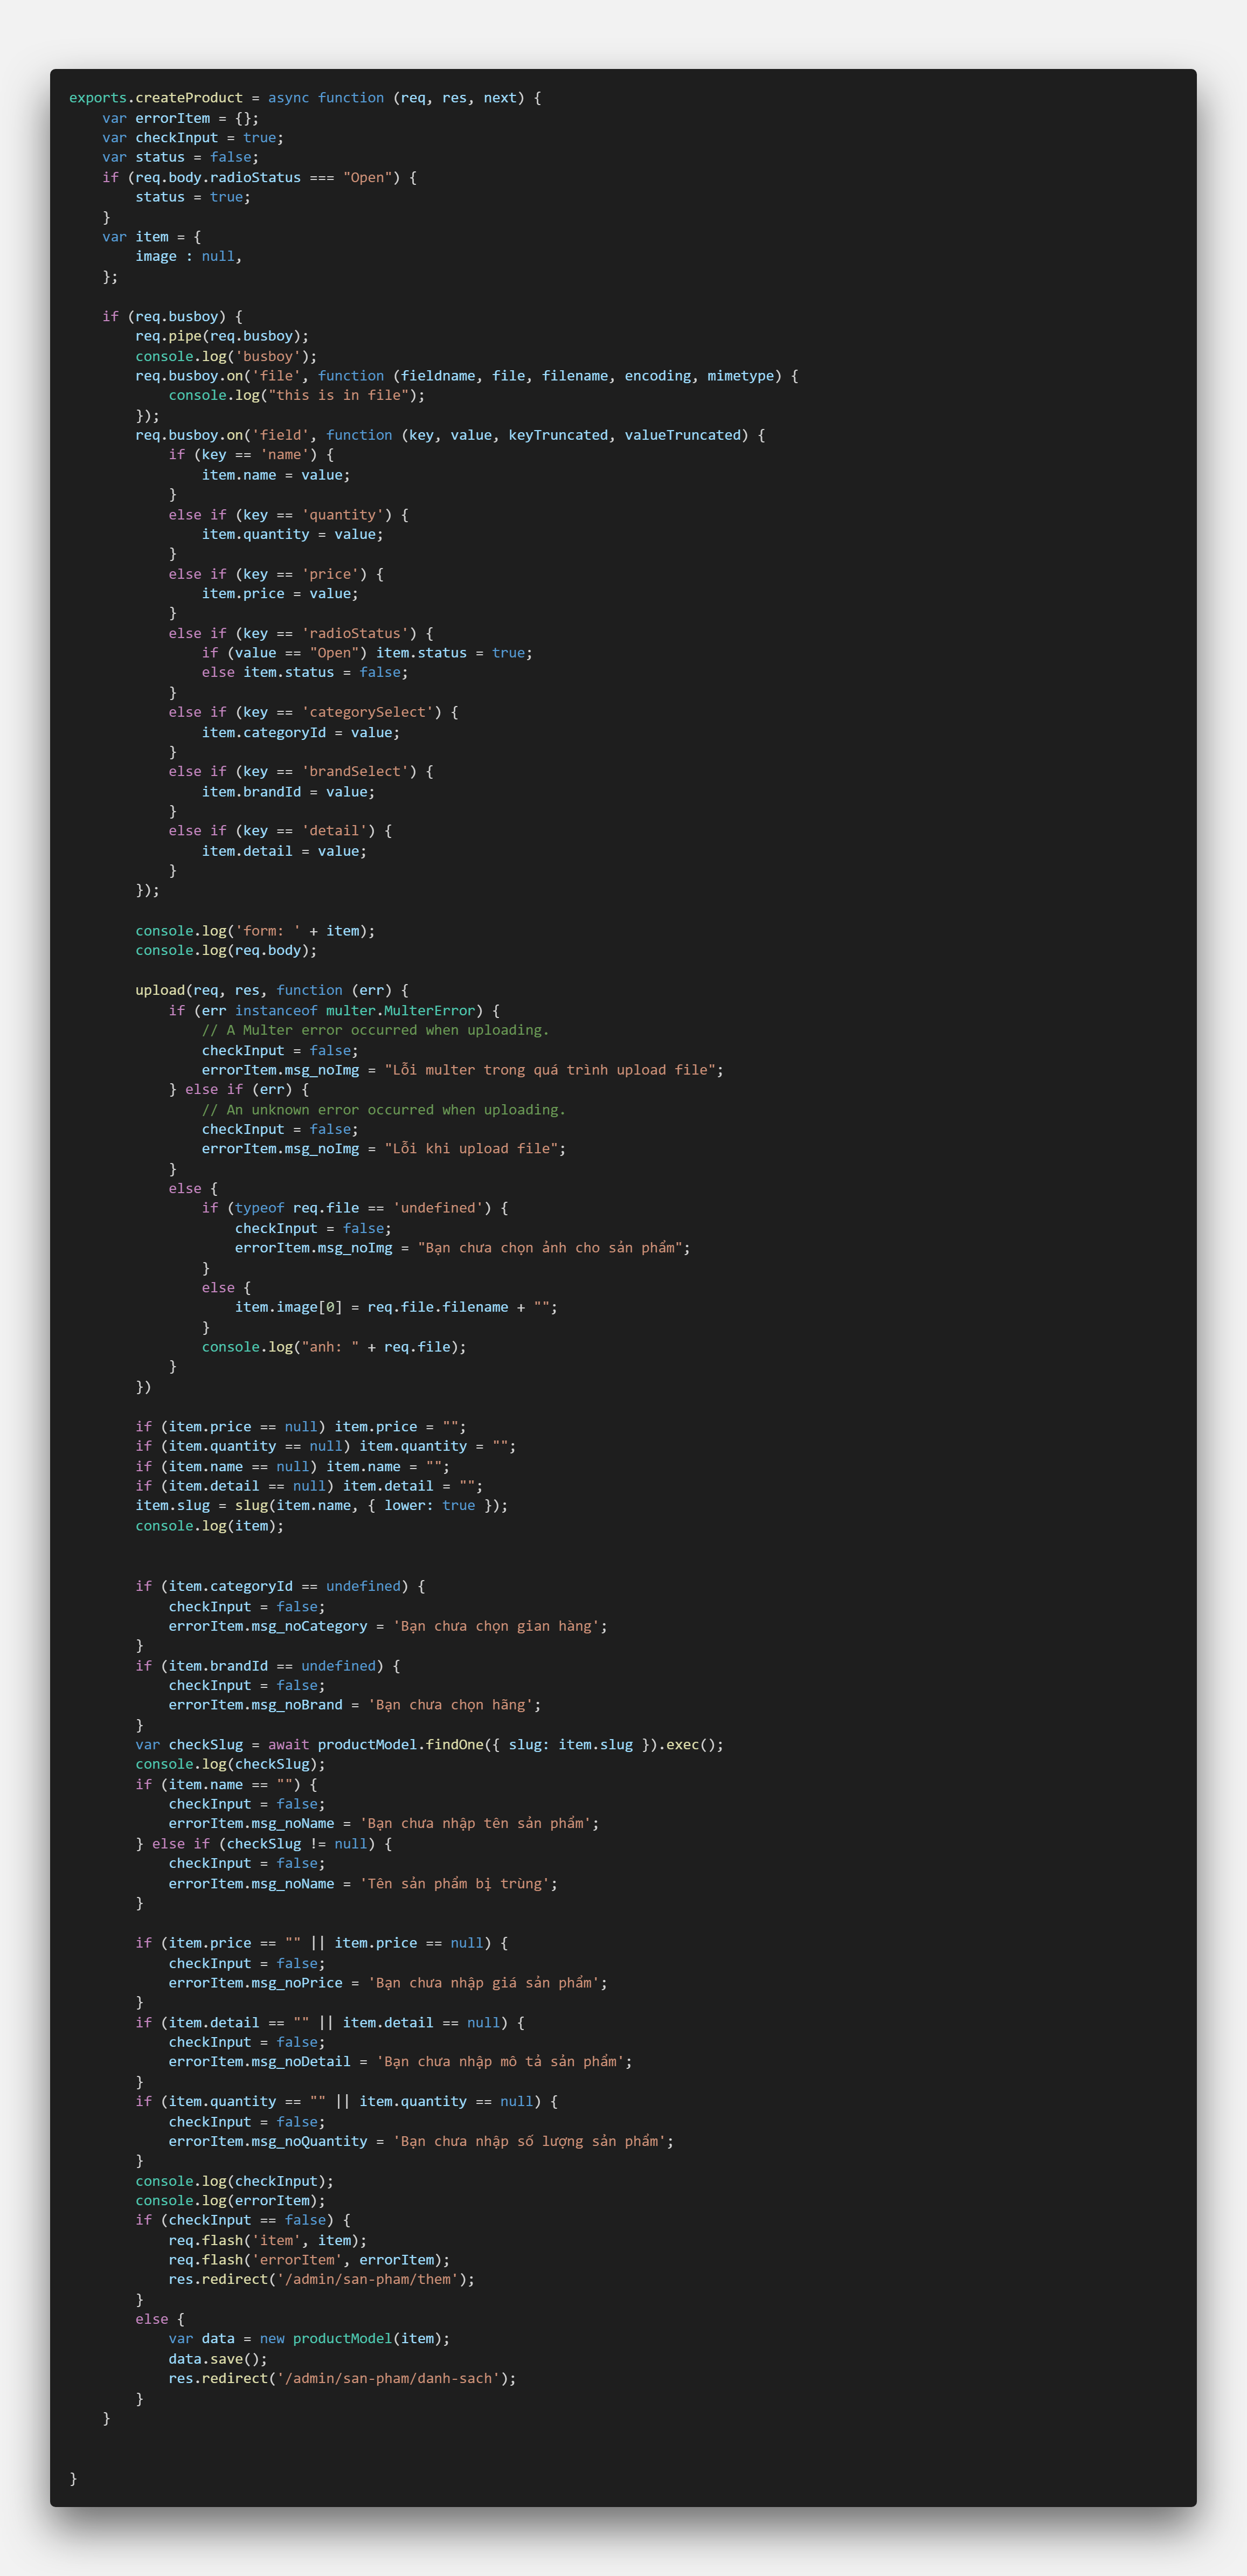 exports.createProduct = async function (req, res, next) {
    var errorItem = {};
    var checkInput = true;
    var status = false;
    if (req.body.radioStatus === "Open") {
        status = true;
    }
    var item = {
        image : null,
    };

    if (req.busboy) {
        req.pipe(req.busboy);
        console.log('busboy');
        req.busboy.on('file', function (fieldname, file, filename, encoding, mimetype) {
            console.log("this is in file");
        });
        req.busboy.on('field', function (key, value, keyTruncated, valueTruncated) {
            if (key == 'name') {
                item.name = value;
            }
            else if (key == 'quantity') {
                item.quantity = value;
            }
            else if (key == 'price') {
                item.price = value;
            }
            else if (key == 'radioStatus') {
                if (value == "Open") item.status = true;
                else item.status = false;
            }
            else if (key == 'categorySelect') {
                item.categoryId = value;
            }
            else if (key == 'brandSelect') {
                item.brandId = value;
            }
            else if (key == 'detail') {
                item.detail = value;
            }
        });

        console.log('form: ' + item);
        console.log(req.body);

        upload(req, res, function (err) {
            if (err instanceof multer.MulterError) {
                // A Multer error occurred when uploading.
                checkInput = false;
                errorItem.msg_noImg = "Lỗi multer trong quá trình upload file";
            } else if (err) {
                // An unknown error occurred when uploading.
                checkInput = false;
                errorItem.msg_noImg = "Lỗi khi upload file";
            }
            else {
                if (typeof req.file == 'undefined') {
                    checkInput = false;
                    errorItem.msg_noImg = "Bạn chưa chọn ảnh cho sản phẩm";
                }
                else {
                    item.image[0] = req.file.filename + "";
                }
                console.log("anh: " + req.file);
            }
        })

        if (item.price == null) item.price = "";
        if (item.quantity == null) item.quantity = "";
        if (item.name == null) item.name = "";
        if (item.detail == null) item.detail = "";
        item.slug = slug(item.name, { lower: true });
        console.log(item);


        if (item.categoryId == undefined) {
            checkInput = false;
            errorItem.msg_noCategory = 'Bạn chưa chọn gian hàng';
        }
        if (item.brandId == undefined) {
            checkInput = false;
            errorItem.msg_noBrand = 'Bạn chưa chọn hãng';
        }
        var checkSlug = await productModel.findOne({ slug: item.slug }).exec();
        console.log(checkSlug);
        if (item.name == "") {
            checkInput = false;
            errorItem.msg_noName = 'Bạn chưa nhập tên sản phẩm';
        } else if (checkSlug != null) {
            checkInput = false;
            errorItem.msg_noName = 'Tên sản phẩm bị trùng';
        }

        if (item.price == "" || item.price == null) {
            checkInput = false;
            errorItem.msg_noPrice = 'Bạn chưa nhập giá sản phẩm';
        }
        if (item.detail == "" || item.detail == null) {
            checkInput = false;
            errorItem.msg_noDetail = 'Bạn chưa nhập mô tả sản phẩm';
        }
        if (item.quantity == "" || item.quantity == null) {
            checkInput = false;
            errorItem.msg_noQuantity = 'Bạn chưa nhập số lượng sản phẩm';
        }
        console.log(checkInput);
        console.log(errorItem);
        if (checkInput == false) {
            req.flash('item', item);
            req.flash('errorItem', errorItem);
            res.redirect('/admin/san-pham/them');
        }
        else {
            var data = new productModel(item);
            data.save();
            res.redirect('/admin/san-pham/danh-sach');
        }
    }


}